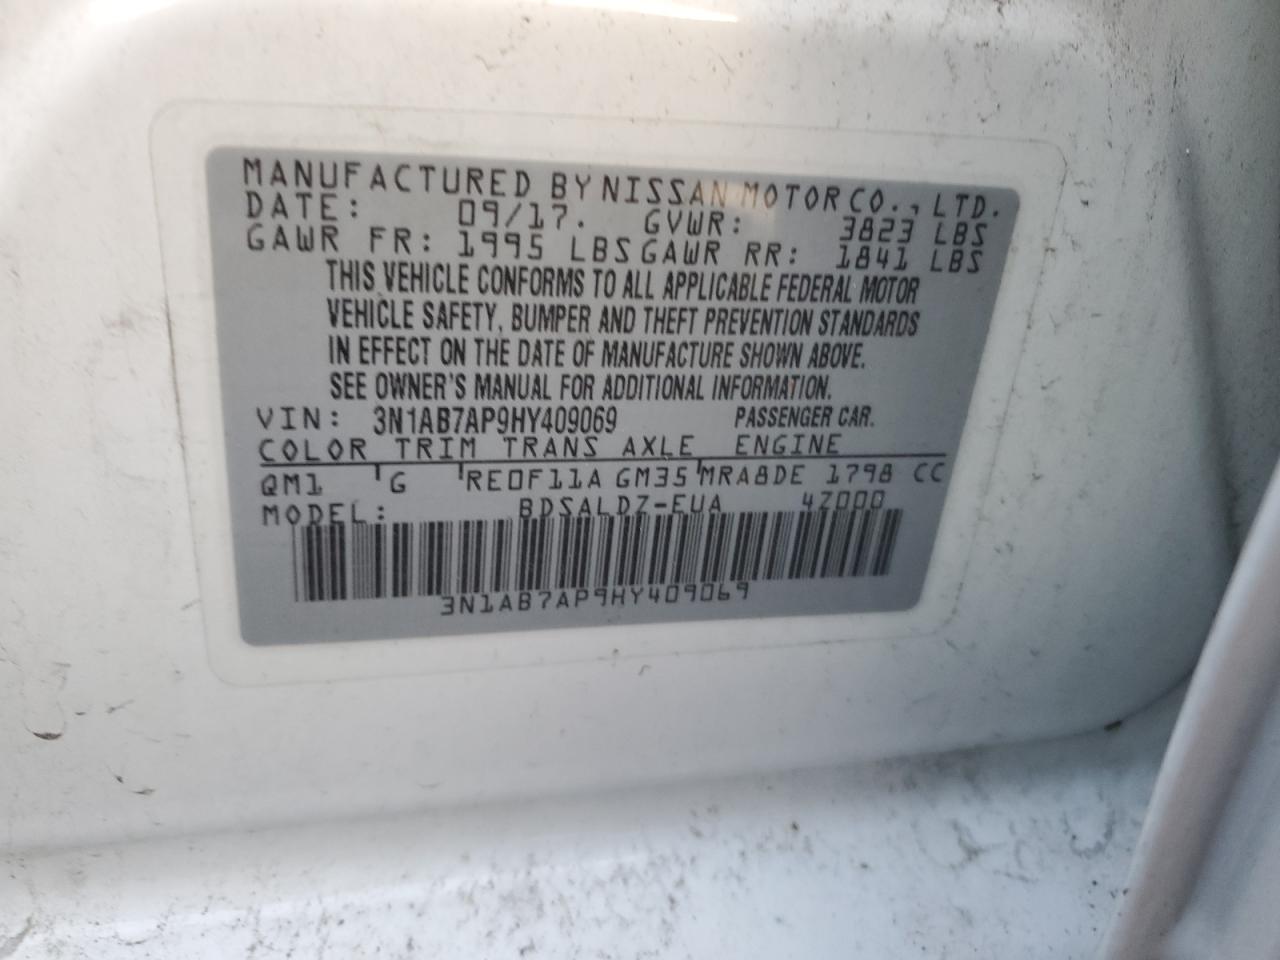 MANUFACTURED BY NISSAN MOTOR CO., LTD.
DATE: 09/17. GVWR: 3823 LBS
GAWR FR: 1995 LBS GAWR RR: 1841 LBS
THIS VEHICLE CONFORMS TO ALL APPLICABLE FEDERAL MOTOR
VEHICLE SAFETY, BUMPER AND THEFT PREVENTION STANDARDS
IN EFFECT ON THE DATE OF MANUFACTURE SHOWN ABOVE.
SEE OWNER'S MANUAL FOR ADDITIONAL INFORMATION.
VIN: 3N1AB7AP9HY409069 PASSENGER CAR.
COLOR TRIM TRANS AXLE ENGINE
QM1 G RE0F11A GM35 MRA8DE 1798 CC
MODEL: BDSALDZ-EUA 4Z000
3N1AB7AP9HY409069